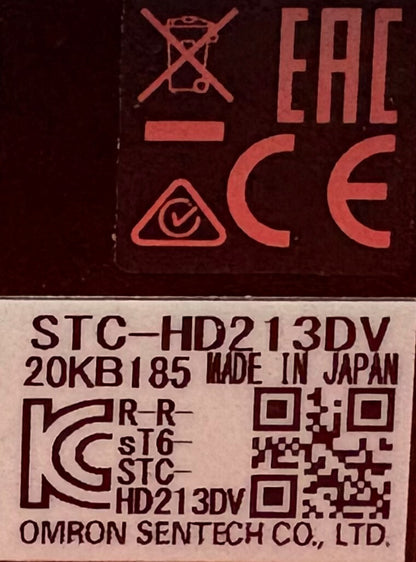 EAC
CE
STC-HD213DV
20KB185 MADE IN JAPAN
R-R-
sT6-
STC-
HD213DV
OMRON SENTECH CO., LTD.